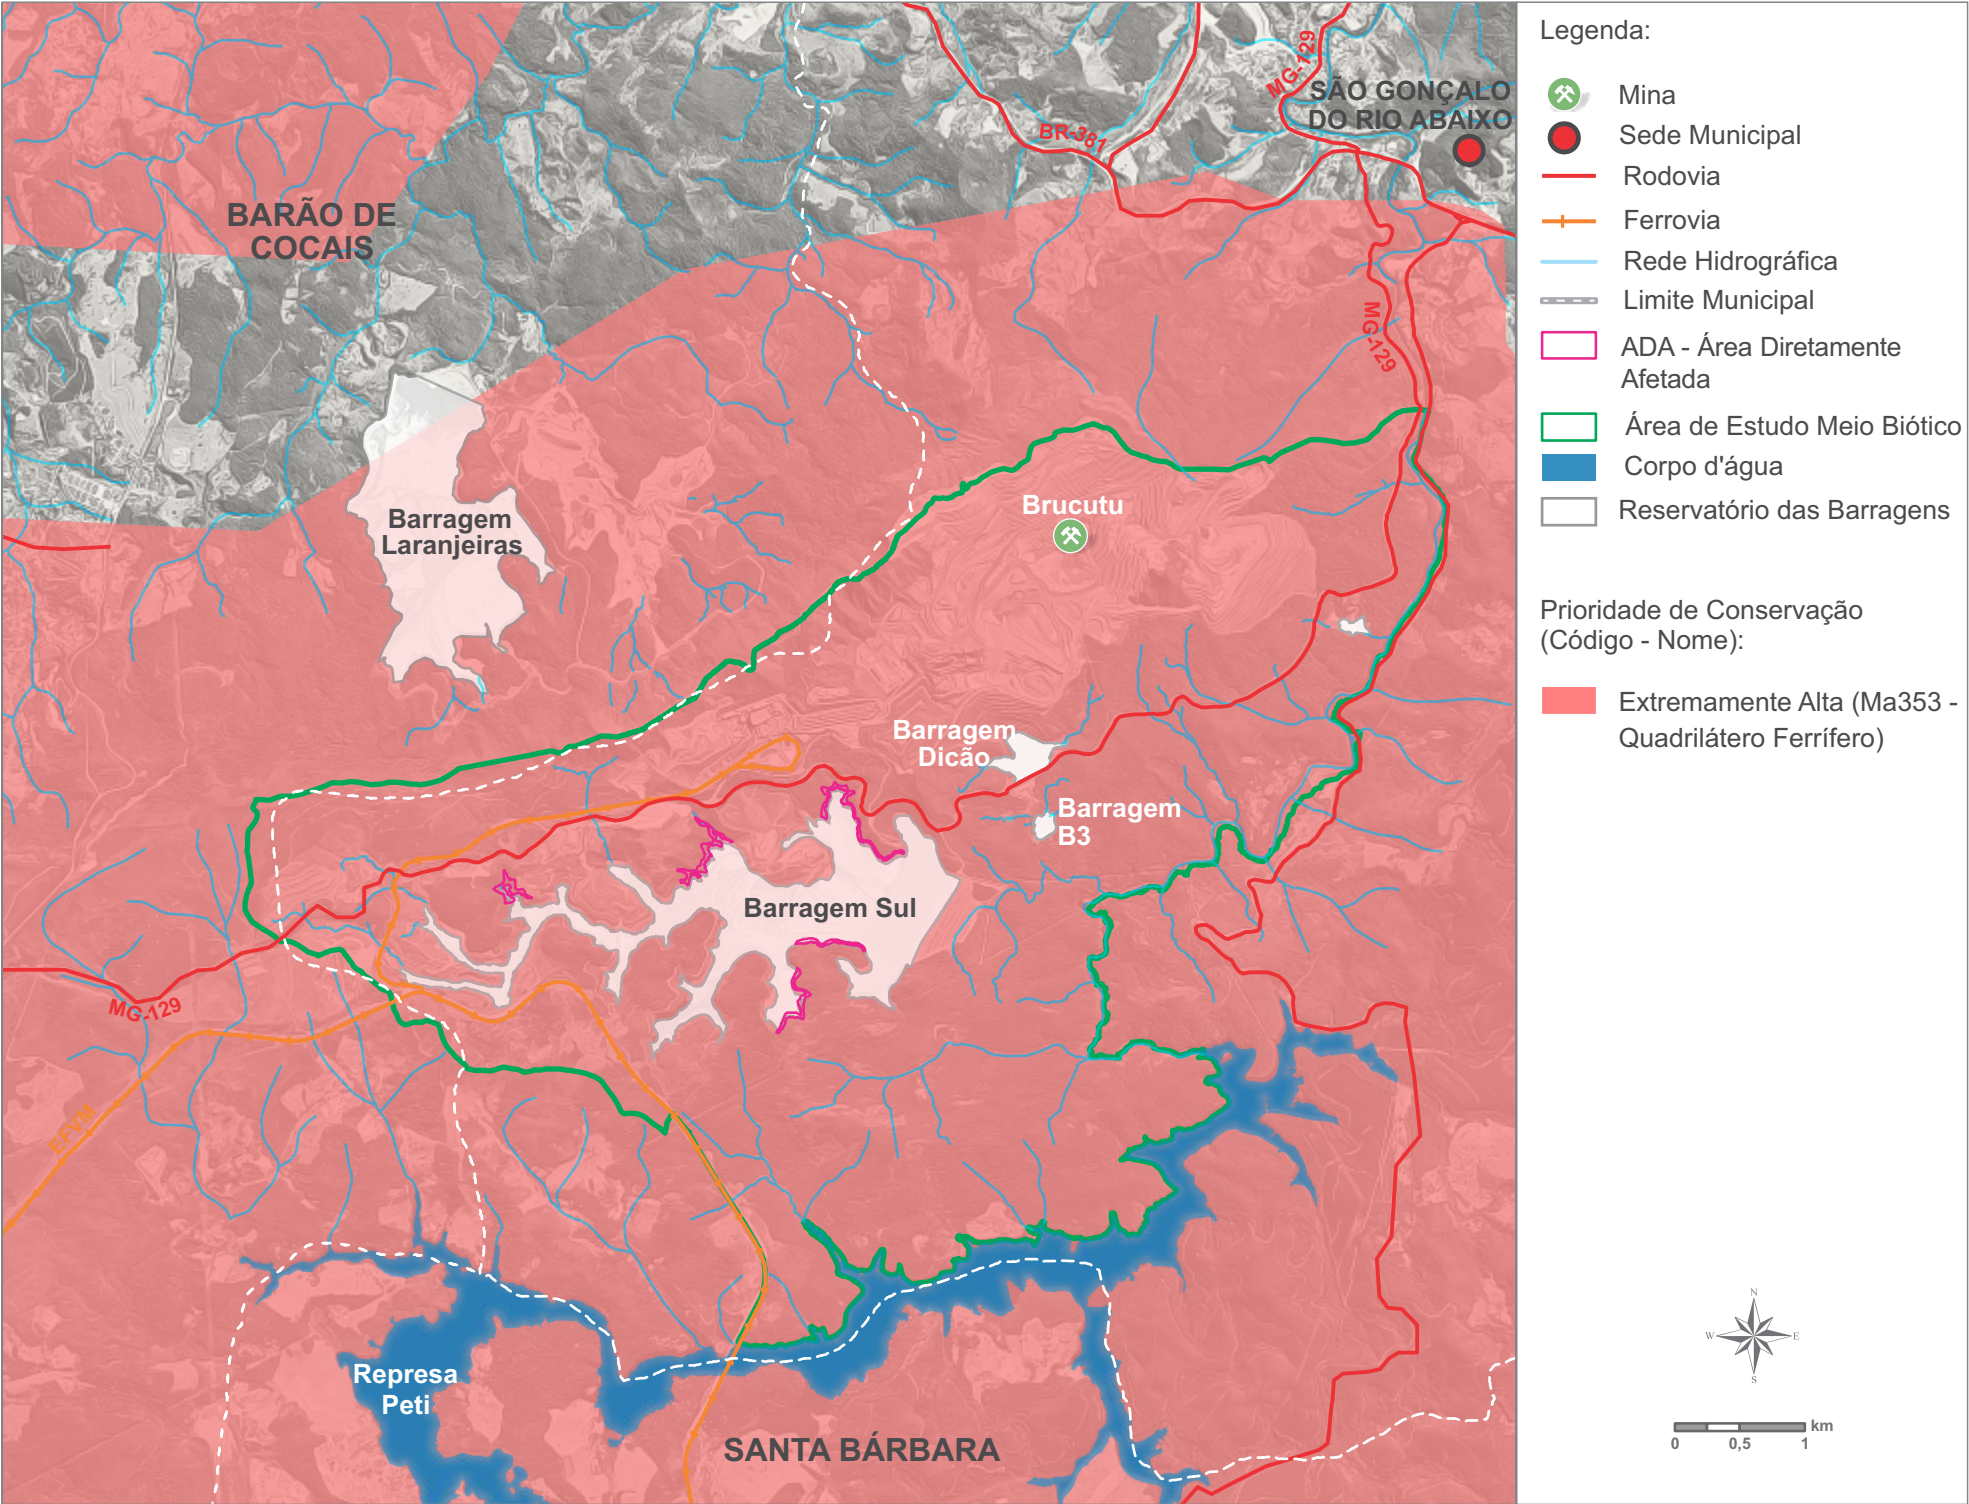 MG-129
SÃO GONÇALO
DO RIO ABAIXO
BR-381
BARÃO DE
COCAIS
MG-129
Barragem
Laranjeiras
Brucutu
Barragem
Dicão
Barragem
B3
Barragem Sul
MG-129
EFVM
Represa
Peti
SANTA BÁRBARA
Legenda:
Mina
Sede Municipal
Rodovia
Ferrovia
Rede Hidrográfica
Limite Municipal
ADA - Área Diretamente
Afetada
Área de Estudo Meio Biótico
Corpo d'água
Reservatório das Barragens
Prioridade de Conservação
(Código - Nome):
Extremamente Alta (Ma353 -
Quadrilátero Ferrífero)
N
W E
S
km
0 0,5 1